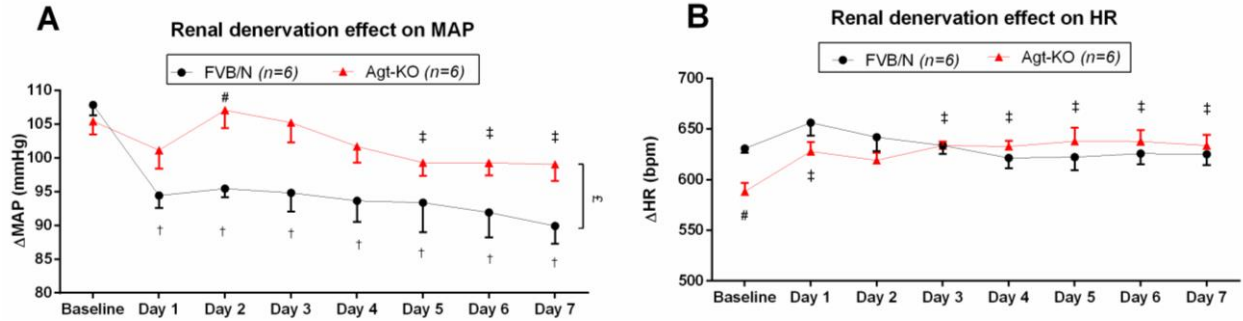 A
Renal denervation effect on MAP
FVB/N (n=6) Agt-KO (n=6)
ΔMAP (mmHg)
110
105
100
95
90
85
80
#
‡ ‡ ‡
† † † † † † †
Baseline Day 1 Day 2 Day 3 Day 4 Day 5 Day 6 Day 7
B
Renal denervation effect on HR
FVB/N (n=6) Agt-KO (n=6)
ΔHR (bpm)
700
650
600
550
500
‡ ‡ ‡ ‡ ‡
‡
#
Baseline Day 1 Day 2 Day 3 Day 4 Day 5 Day 6 Day 7